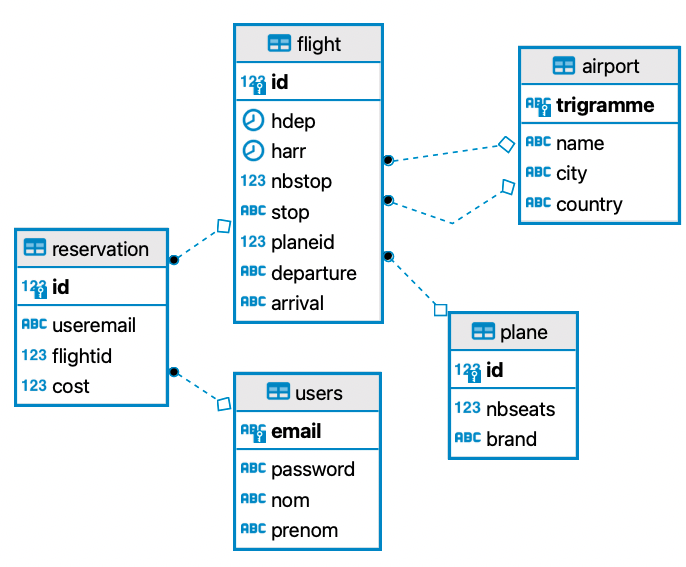 flight
123 id
hdep
harr
123 nbstop
ABC stop
123 planeid
ABC departure
ABC arrival
airport
ABC trigramme
ABC name
ABC city
ABC country
reservation
123 id
ABC useremail
123 flightid
123 cost
plane
123 id
123 nbseats
ABC brand
users
ABC email
ABC password
ABC nom
ABC prenom